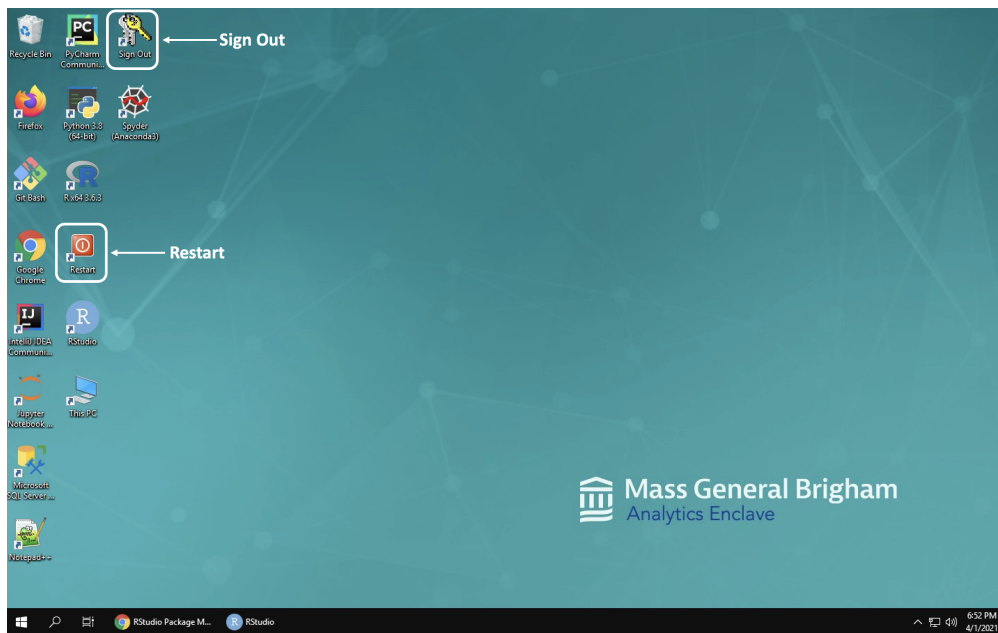 Recycle Bin
PyCharm
Communi...
Sign Out
Sign Out
Firefox
Python 3.8
(64-bit)
Spyder
(Anaconda3)
Git Bash
R x64 3.6.3
Google
Chrome
Restart
Restart
IntelliJ IDEA
Communi...
RStudio
Jupyter
Notebook ...
This PC
Microsoft
SQL Server ...
Notepad++
Mass General Brigham
Analytics Enclave
RStudio Package M...
RStudio
6:52 PM
4/1/2021
PC
IJ
R
R
R